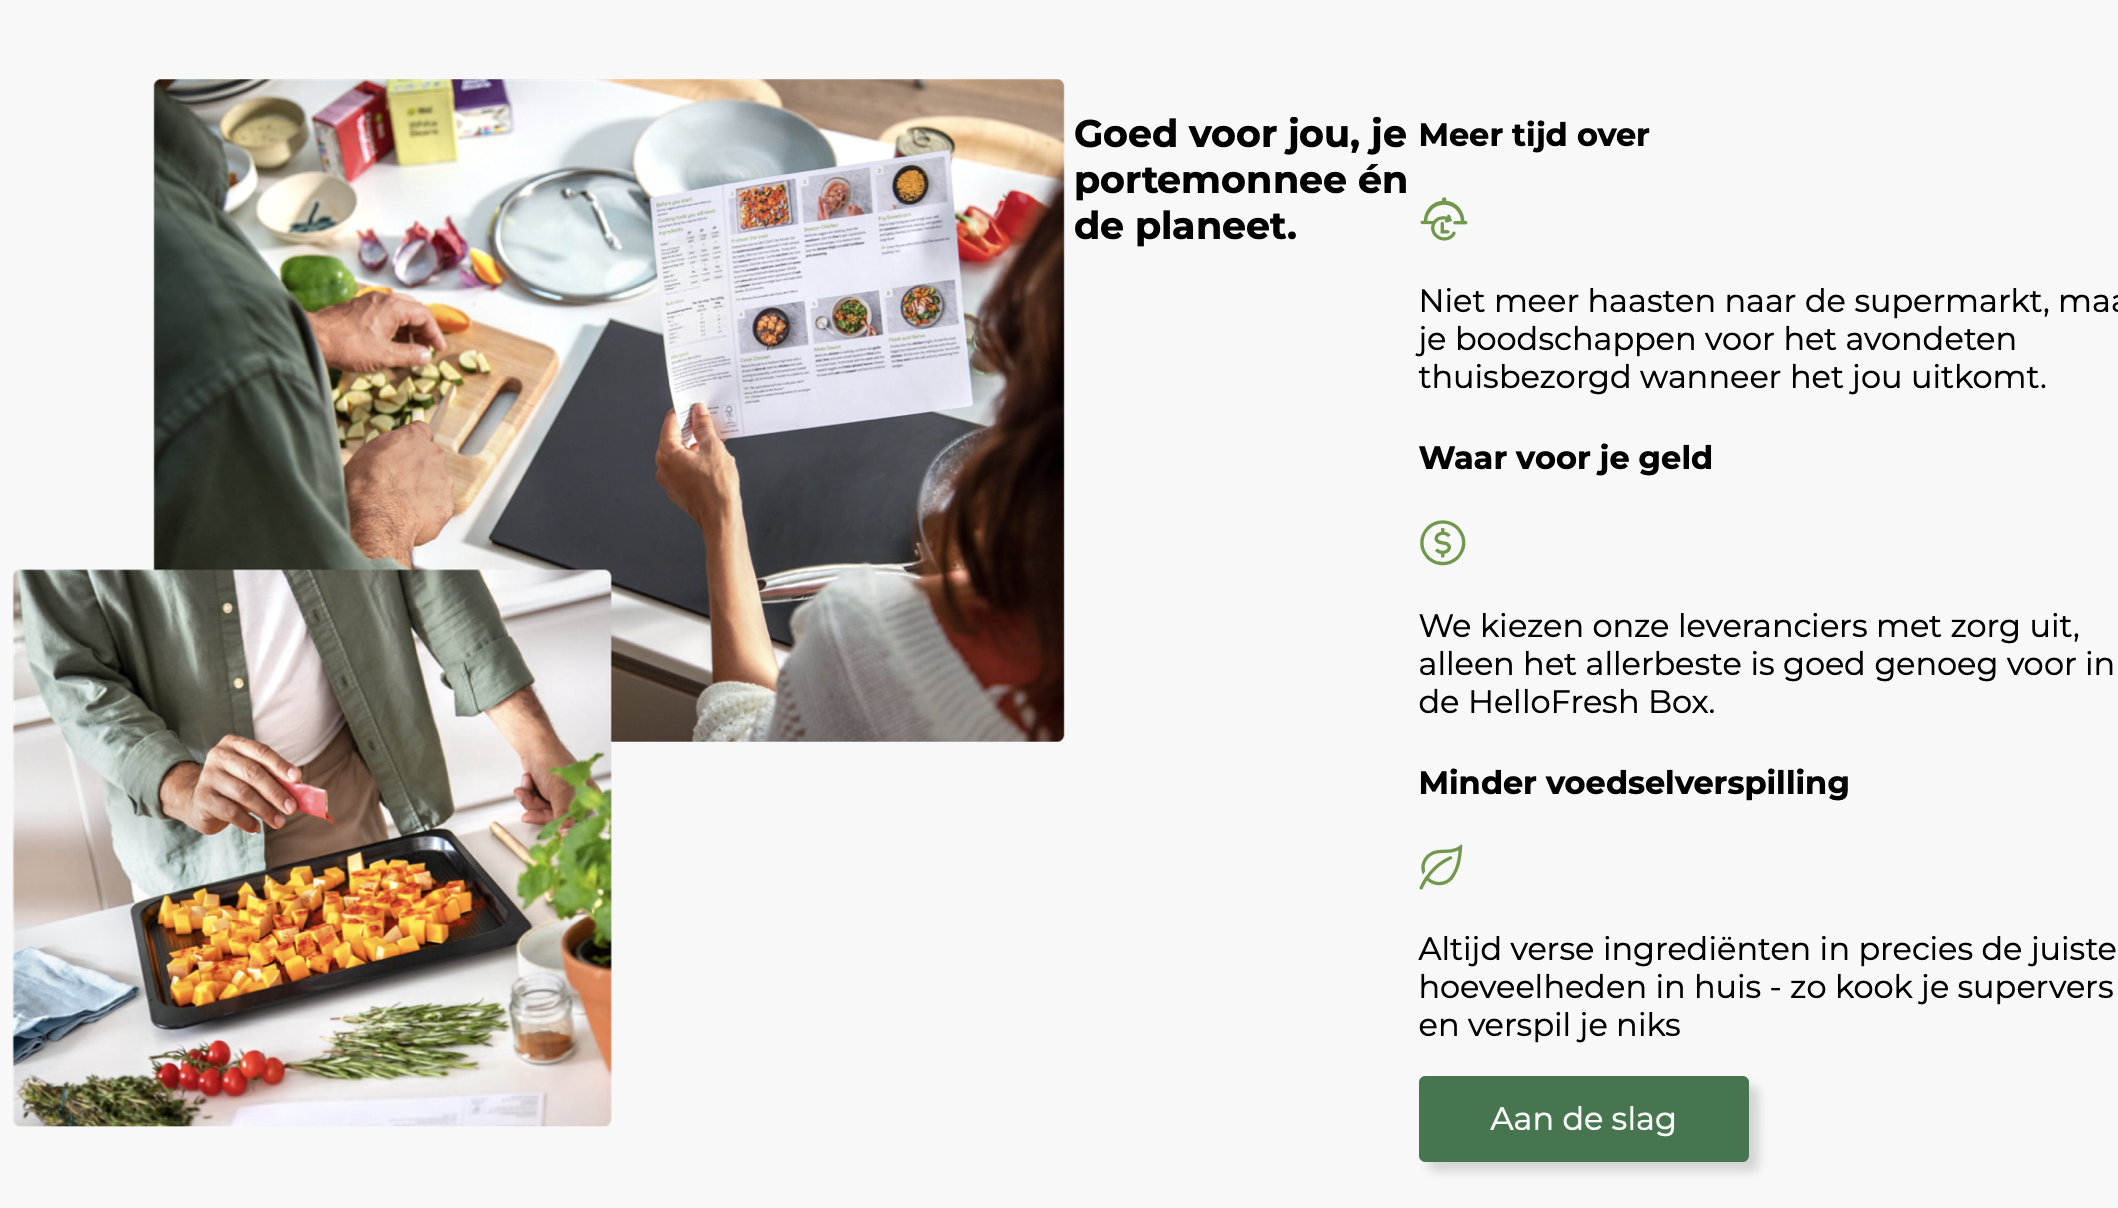 Goed voor jou, je
portemonnee én
de planeet.
Meer tijd over
Niet meer haasten naar de supermarkt,
je boodschappen voor het avondeten
thuisbezorgd wanneer het jou uitkomt.
Waar voor je geld
We kiezen onze leveranciers met zorg uit,
alleen het allerbeste is goed genoeg voor in
de HelloFresh Box.
Minder voedselverspilling
Altijd verse ingrediënten in precies de juiste
hoeveelheden in huis - zo kook je supervers
en verspil je niks
Aan de slag